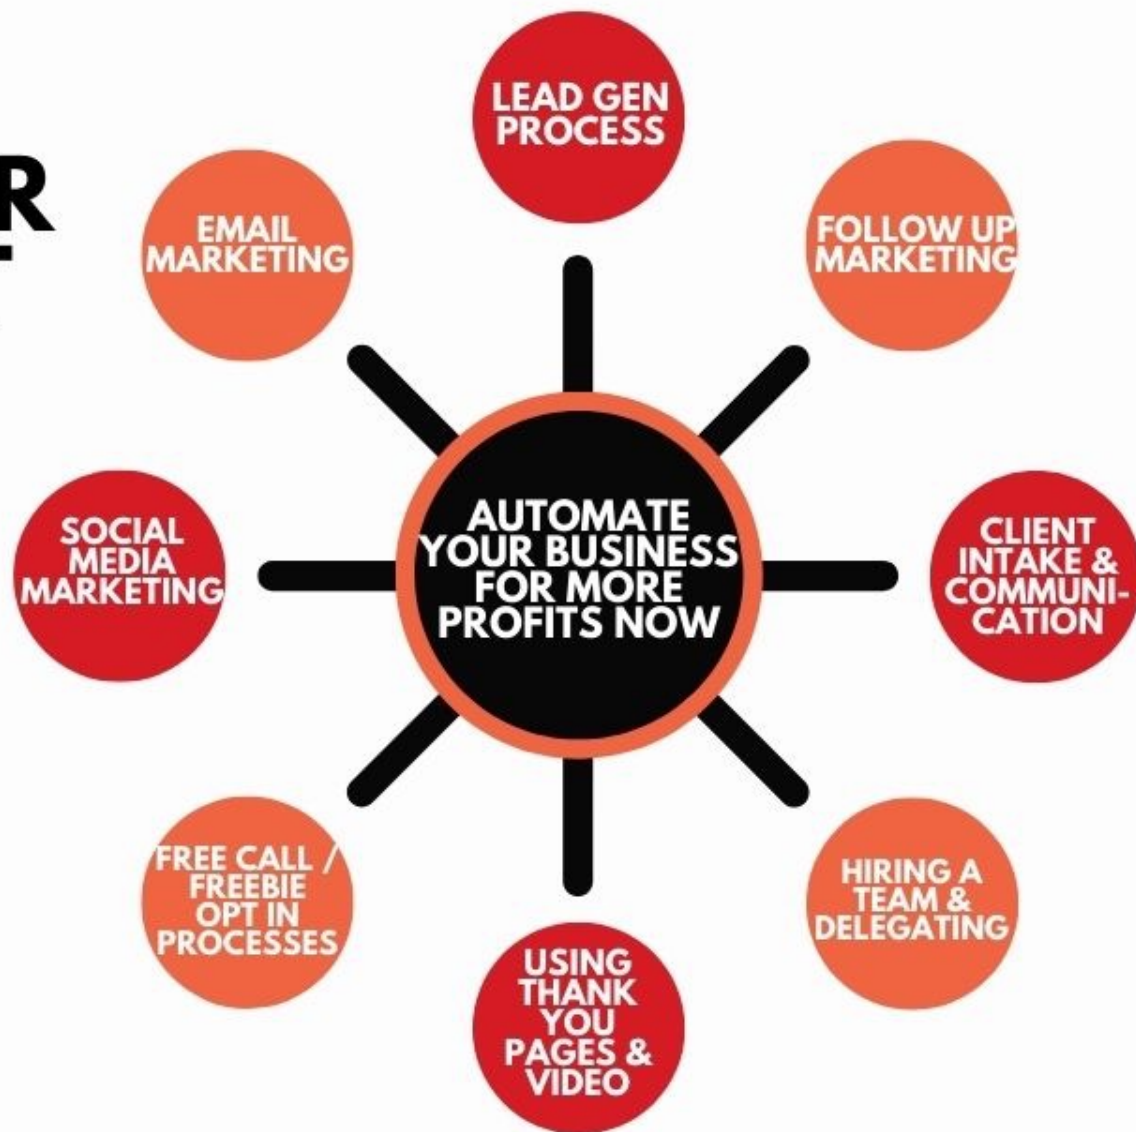 LEAD GEN
PROCESS
EMAIL
MARKETING
FOLLOW UP
MARKETING
SOCIAL
MEDIA
MARKETING
AUTOMATE
YOUR BUSINESS
FOR MORE
PROFITS NOW
CLIENT
INTAKE &
COMMUNI-
CATION
FREE CALL /
FREEBIE
OPT IN
PROCESSES
HIRING A
TEAM &
DELEGATING
USING
THANK
YOU
PAGES &
VIDEO